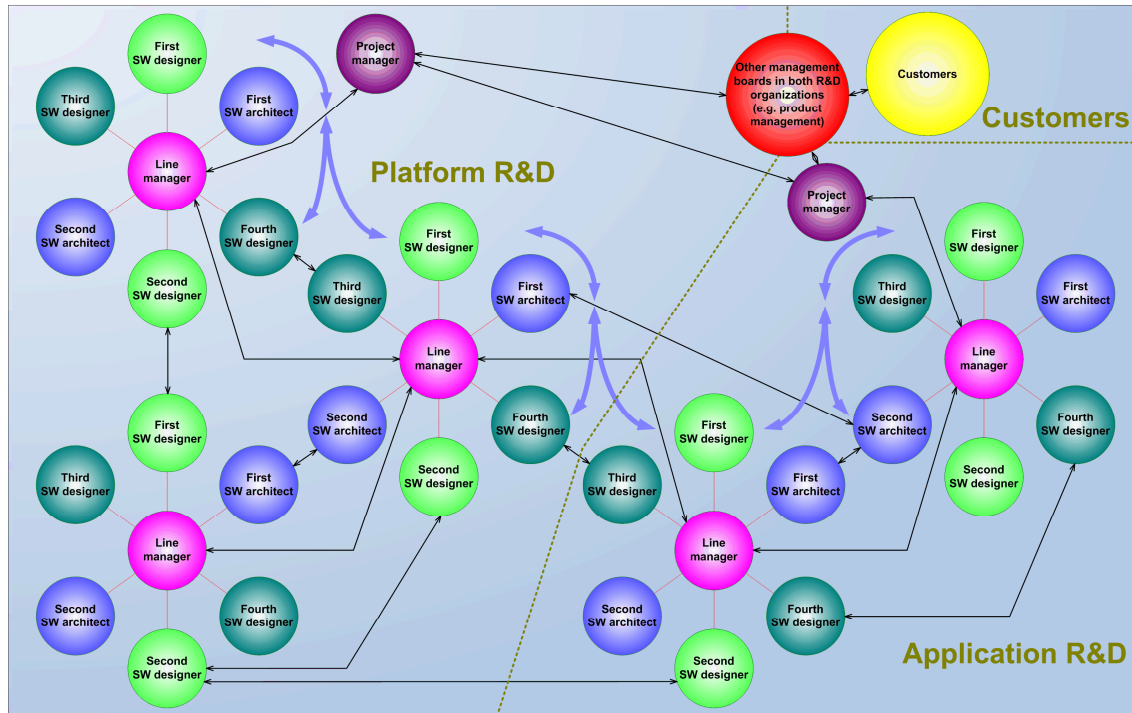 First
SW designer
Project
manager
Other management
boards in both R&D
organizations
(e.g. product
management)
Customers
Customers
Third
SW designer
First
SW architect
Line
manager
Platform R&D
Project
manager
Second
SW architect
Fourth
SW designer
First
SW designer
First
SW designer
Second
SW designer
Third
SW designer
First
SW architect
Third
SW designer
First
SW architect
Line
manager
Line
manager
First
SW designer
Second
SW architect
Fourth
SW designer
First
SW designer
Second
SW architect
Fourth
SW designer
Third
SW designer
First
SW architect
Second
SW designer
Third
SW designer
First
SW architect
Second
SW designer
Line
manager
Line
manager
Second
SW architect
Fourth
SW designer
Second
SW architect
Fourth
SW designer
Application R&D
Second
SW designer
Second
SW designer